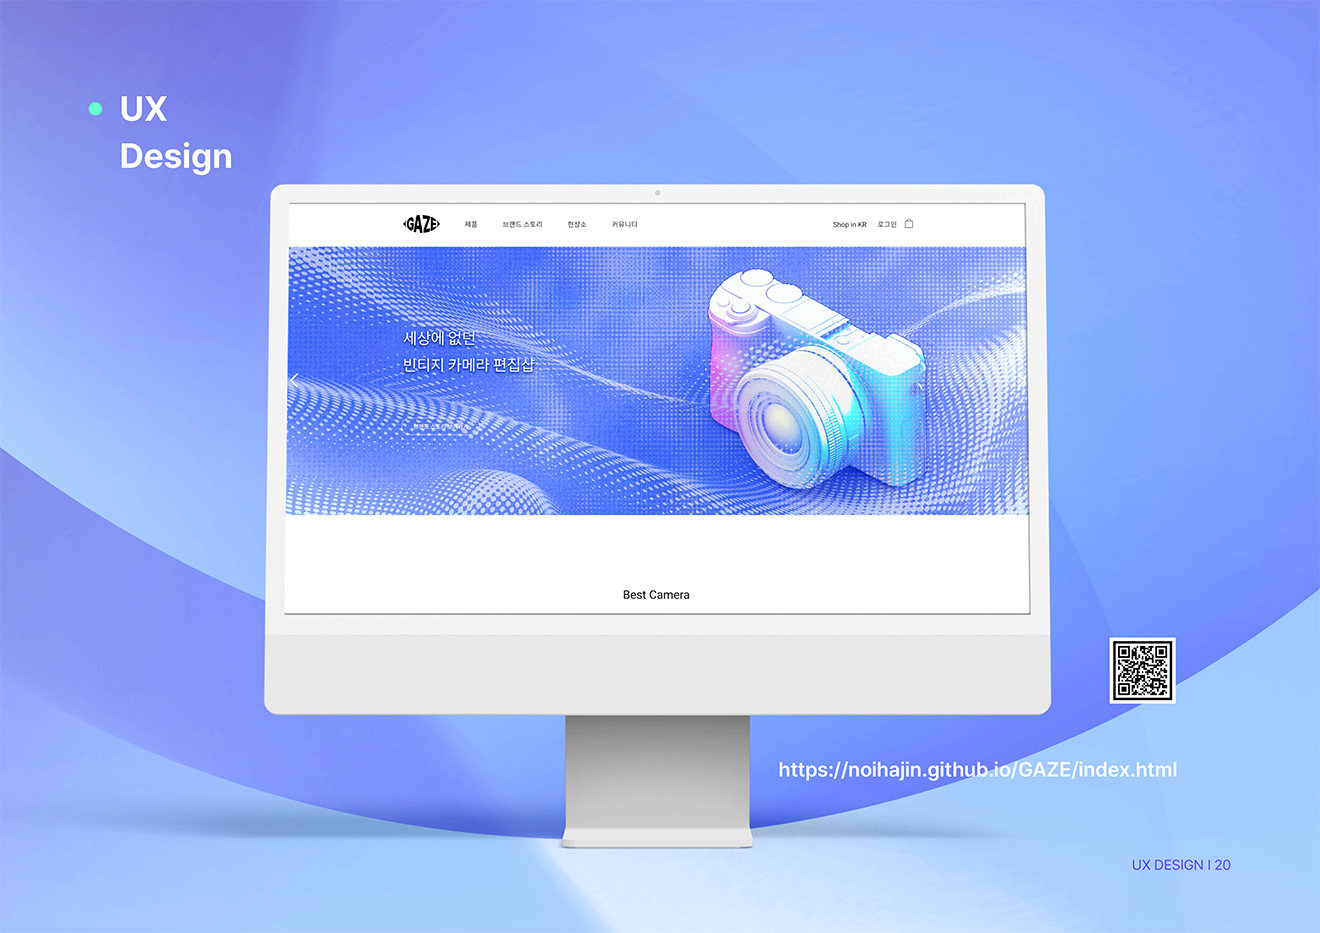 UX
Design
GAZE
제품 브랜드 스토리 현상소 커뮤니티 Shop in KR 로그인
세상에 없던
빈티지 카메라 편집샵
Best Camera
https://noihajin.github.io/GAZE/index.html
UX DESIGN I 20